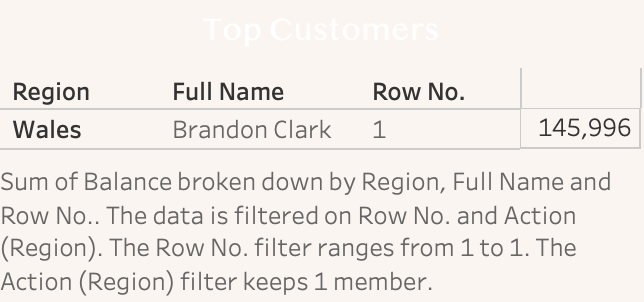 Top Customers
Region Full Name Row No.
Wales Brandon Clark 1 145,996
Sum of Balance broken down by Region, Full Name and
Row No.. The data is filtered on Row No. and Action
(Region). The Row No. filter ranges from 1 to 1. The
Action (Region) filter keeps 1 member.